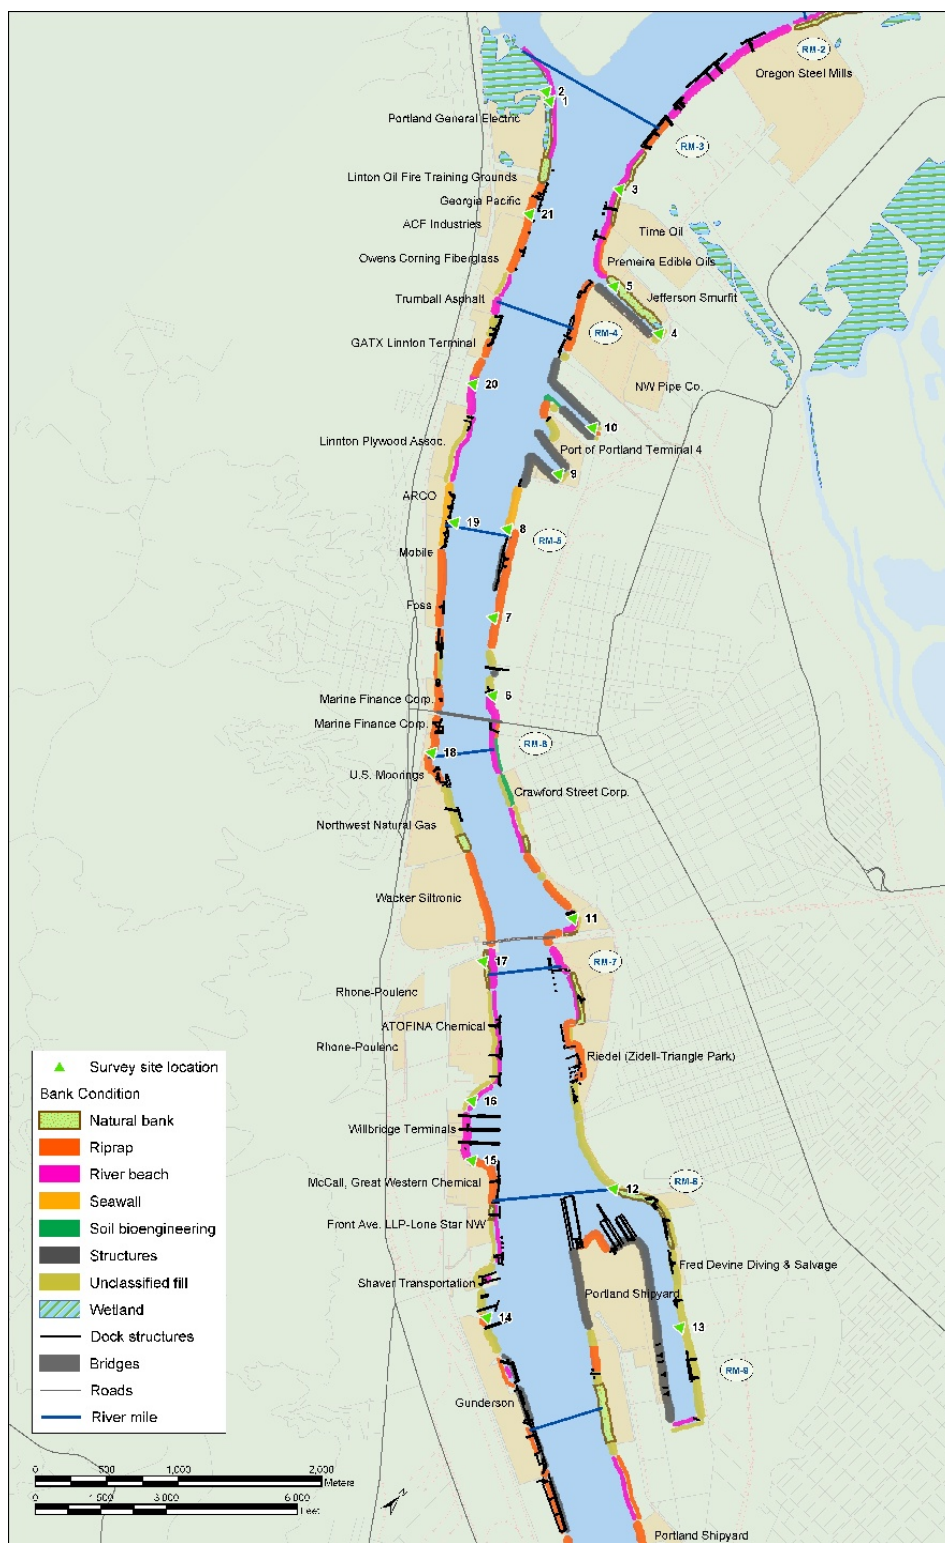 RM-2
Oregon Steel Mills
2
1
Portland General Electric
RM-3
Linton Oil Fire Training Grounds
3
Georgia Pacific
21
ACF Industries
Time Oil
Owens Corning Fiberglass
Premeire Edible Oils
5
Jefferson Smurfit
Trumball Asphalt
RM-4
4
GATX Linnton Terminal
20
NW Pipe Co.
10
Linnton Plywood Assoc.
Port of Portland Terminal 4
9
ARCO
19
8
RM-5
Mobile
Foss
7
6
Marine Finance Corp.
Marine Finance Corp.
RM-6
18
U.S. Moorings
Crawford Street Corp.
Northwest Natural Gas
Wacker Siltronic
11
17
RM-7
Rhone-Poulenc
ATOFINA Chemical
Rhone-Poulenc
Riedel (Zidell-Triangle Park)
16
Willbridge Terminals
15
McCall, Great Western Chemical
12
RM-8
Front Ave. LLP-Lone Star NW
Fred Devine Diving & Salvage
Shaver Transportation
Portland Shipyard
14
13
RM-9
Gunderson
Portland Shipyard
Survey site location
Bank Condition
Natural bank
Riprap
River beach
Seawall
Soil bioengineering
Structures
Unclassified fill
Wetland
Dock structures
Bridges
Roads
River mile
0 500 1,000 2,000
Meters
0 1,500 3,000 6,000
Feet
N